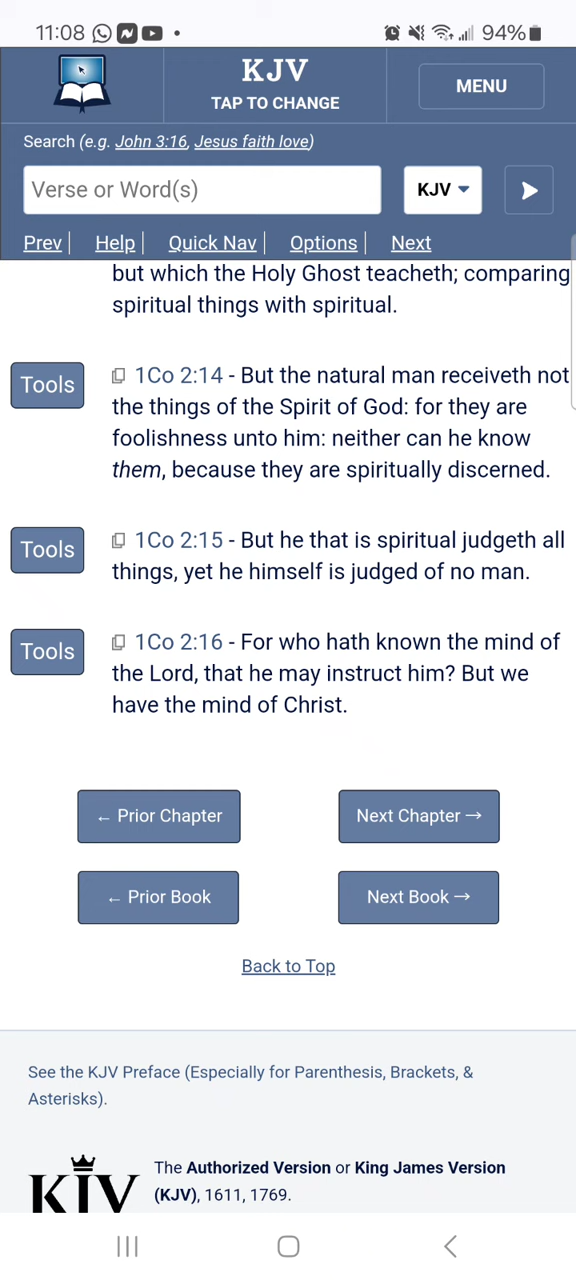 11:08 94%
KJV
TAP TO CHANGE
MENU
Search (e.g. John 3:16, Jesus faith love)
Verse or Word(s)
KJV
Prev Help Quick Nav Options Next
but which the Holy Ghost teacheth; comparing
spiritual things with spiritual.
Tools
1Co 2:14 - But the natural man receiveth not
the things of the Spirit of God: for they are
foolishness unto him: neither can he know
them, because they are spiritually discerned.
Tools
1Co 2:15 - But he that is spiritual judgeth all
things, yet he himself is judged of no man.
Tools
1Co 2:16 - For who hath known the mind of
the Lord, that he may instruct him? But we
have the mind of Christ.
← Prior Chapter
Next Chapter →
← Prior Book
Next Book →
Back to Top
See the KJV Preface (Especially for Parenthesis, Brackets, &
Asterisks).
KJV
The Authorized Version or King James Version
(KJV), 1611, 1769.